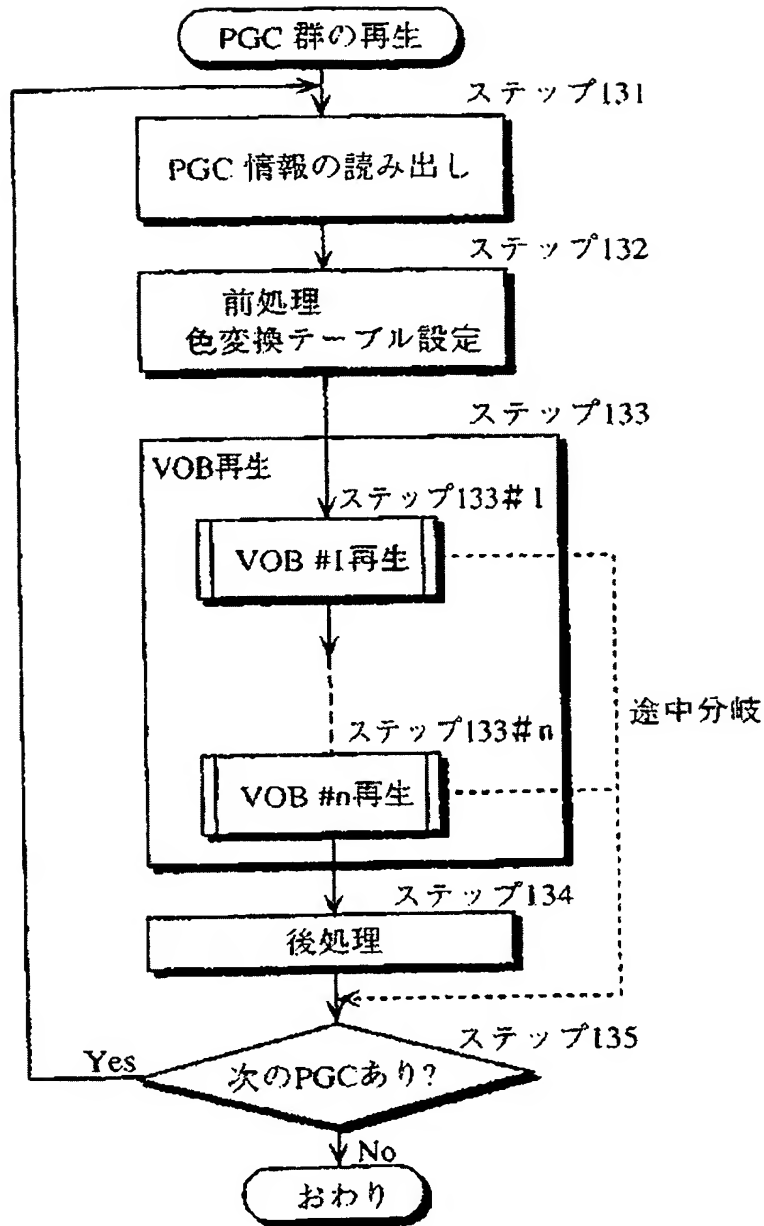 PGC 群の再生
ステップ131
PGC 情報の読み出し
ステップ132
前処理
色変換テーブル設定
ステップ133
VOB再生
ステップ133#1
VOB #1再生
途中分岐
ステップ133#n
VOB #n再生
ステップ134
後処理
ステップ135
Yes
次のPGCあり?
No
おわり